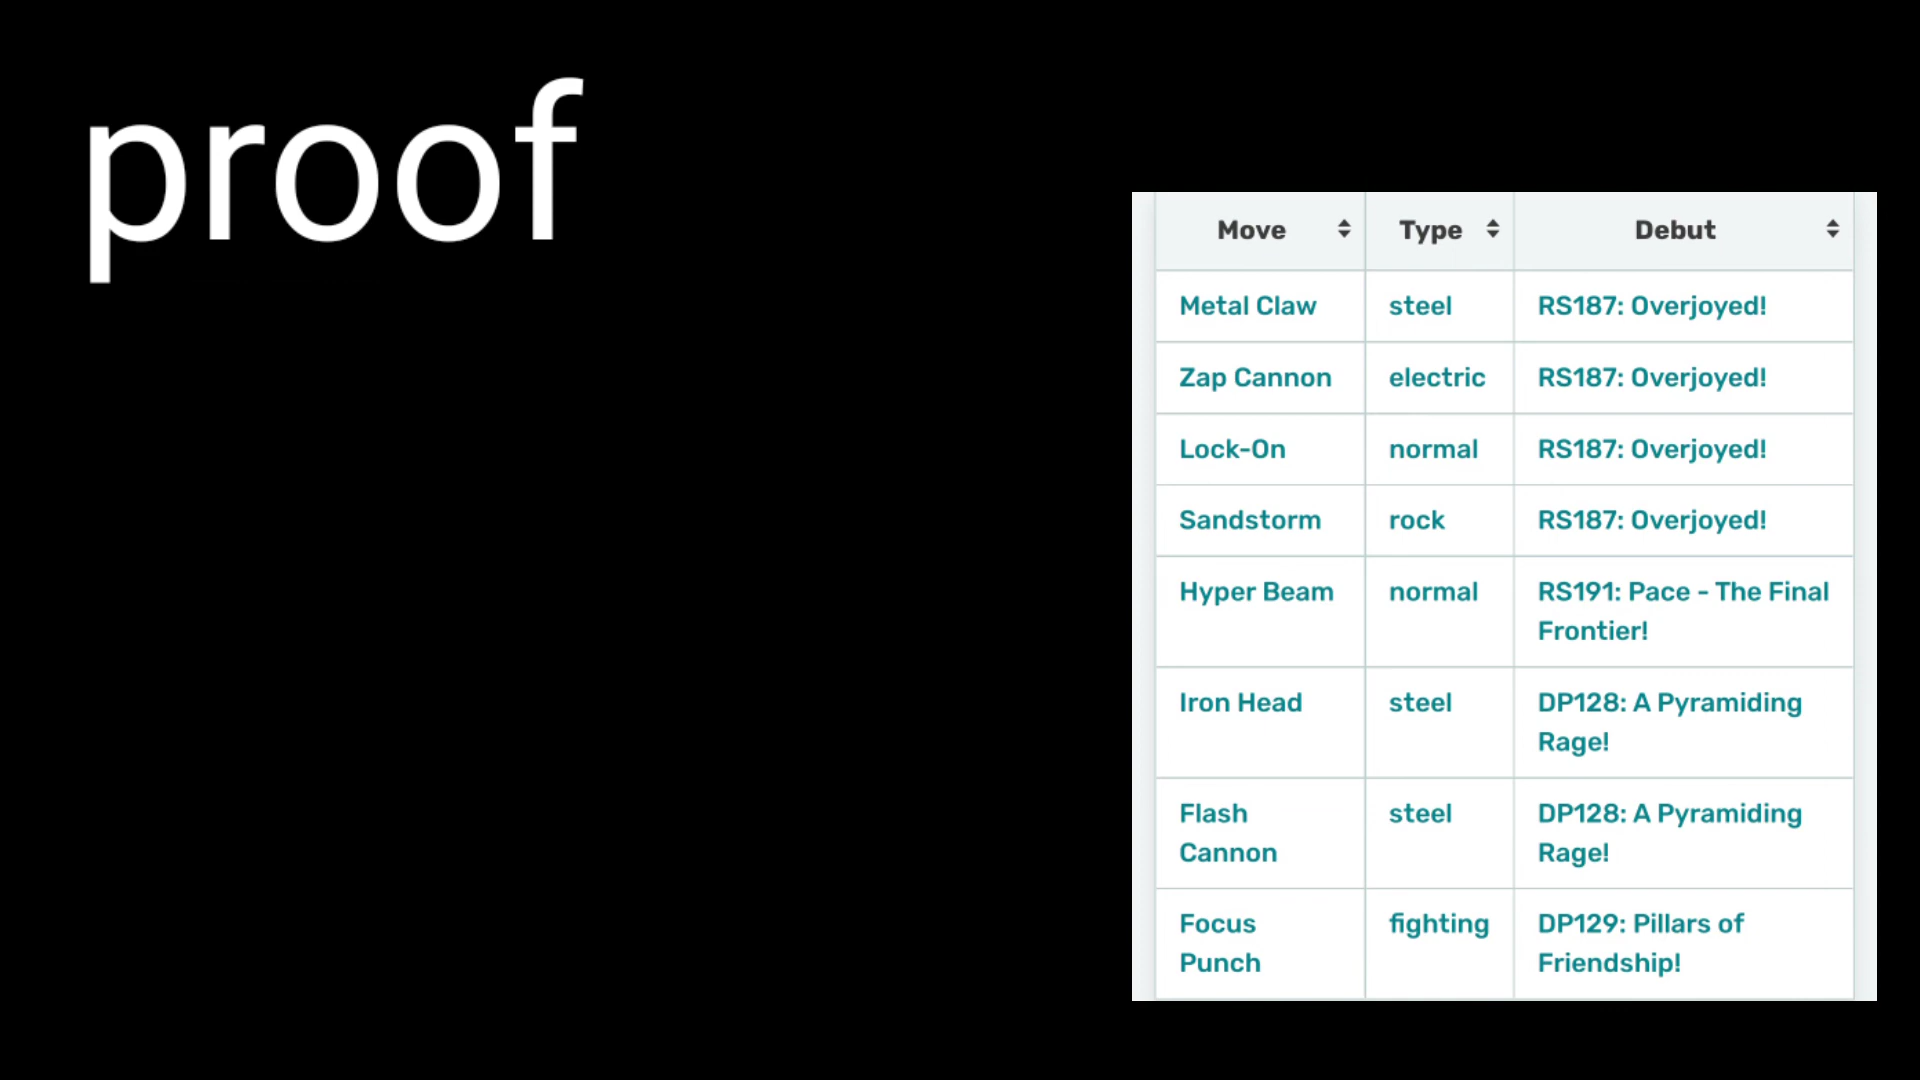 proof
Move Type Debut
Metal Claw steel RS187: Overjoyed!
Zap Cannon electric RS187: Overjoyed!
Lock-On normal RS187: Overjoyed!
Sandstorm rock RS187: Overjoyed!
Hyper Beam normal RS191: Pace - The Final
Frontier!
Iron Head steel DP128: A Pyramiding
Rage!
Flash steel DP128: A Pyramiding
Cannon Rage!
Focus fighting DP129: Pillars of
Punch Friendship!